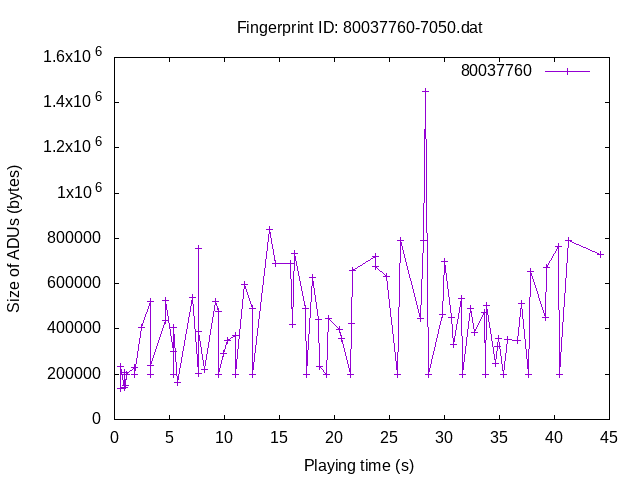 Fingerprint ID: 80037760-7050.dat
80037760
1.6x10 6
1.4x10 6
1.2x10 6
1x10 6
800000
600000
400000
200000
0
0 5 10 15 20 25 30 35 40 45
Size of ADUs (bytes)
Playing time (s)